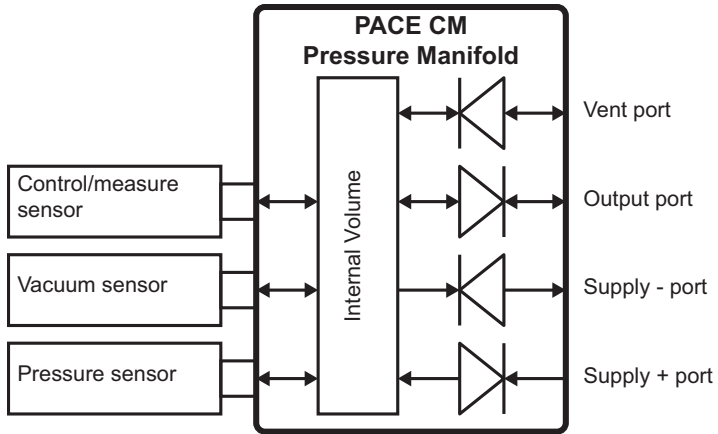 PACE CM
Pressure Manifold
Control/measure
sensor
Vacuum sensor
Pressure sensor
Internal Volume
Vent port
Output port
Supply - port
Supply + port